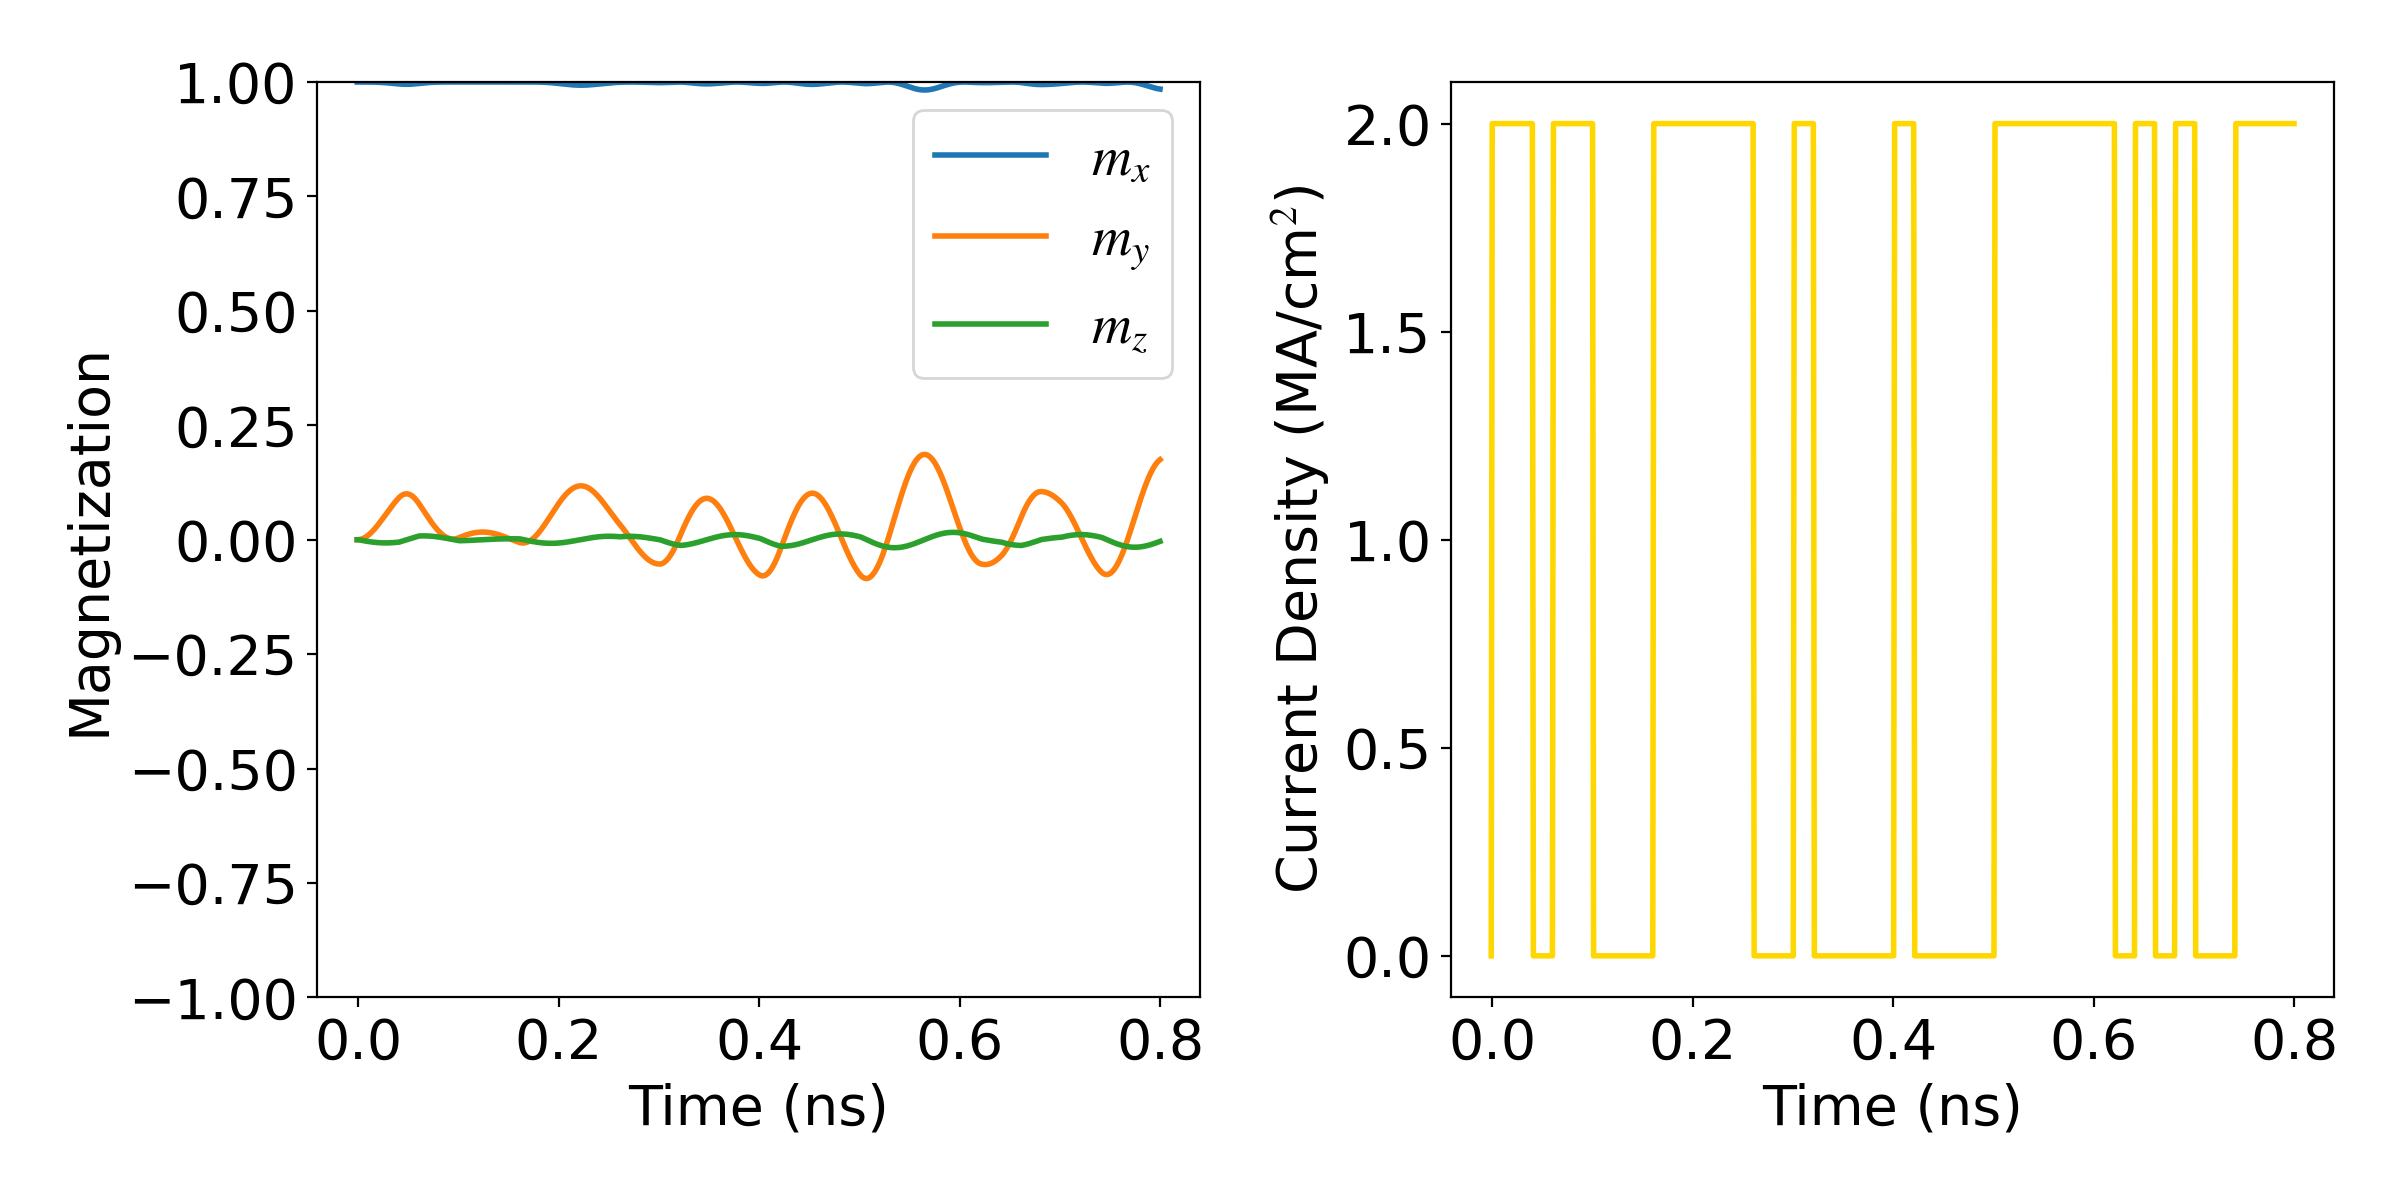 1.00
0.75
0.50
0.25
0.00
−0.25
−0.50
−0.75
−1.00
Magnetization
0.0 0.2 0.4 0.6 0.8
Time (ns)
m_x
m_y
m_z
2.0
1.5
1.0
0.5
0.0
Current Density (MA/cm²)
0.0 0.2 0.4 0.6 0.8
Time (ns)